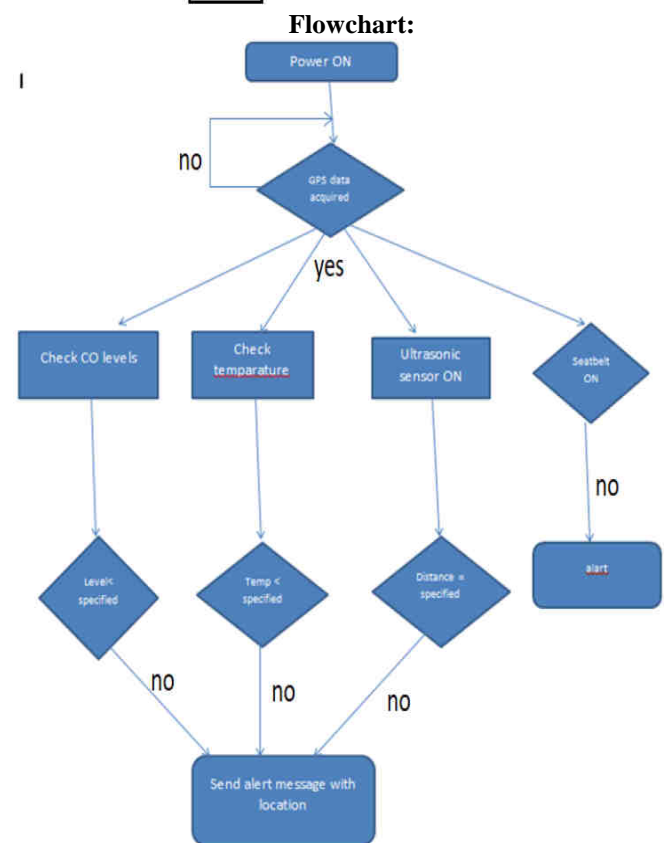 Flowchart:
Power ON
I
no
GPS data
acquired
yes
Check CO levels
Check
temparature
Ultrasonic
sensor ON
Seatbelt
ON
no
Level<
specified
Temp <
specified
Distance =
specified
alart
no
no
no
Send alert message with
location